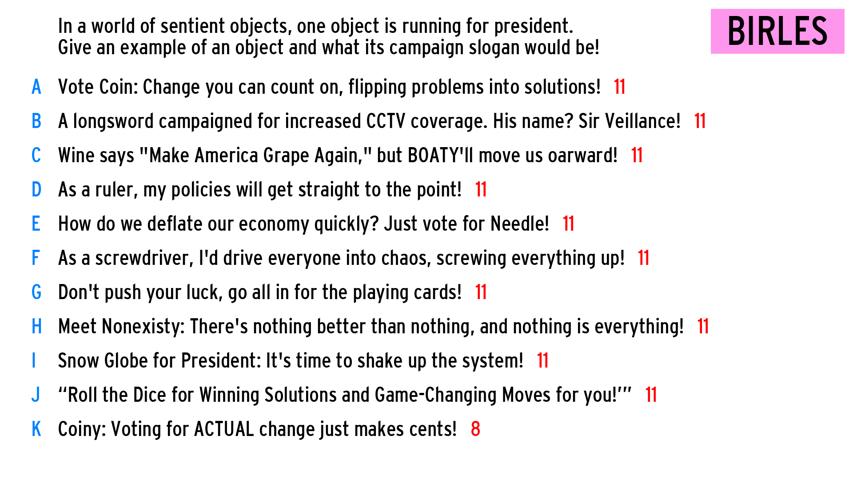 In a world of sentient objects, one object is running for president.
Give an example of an object and what its campaign slogan would be!
BIRLES
A Vote Coin: Change you can count on, flipping problems into solutions! 11
B A longsword campaigned for increased CCTV coverage. His name? Sir Veillance! 11
C Wine says "Make America Grape Again," but BOATY'll move us oarward! 11
D As a ruler, my policies will get straight to the point! 11
E How do we deflate our economy quickly? Just vote for Needle! 11
F As a screwdriver, I'd drive everyone into chaos, screwing everything up! 11
G Don't push your luck, go all in for the playing cards! 11
H Meet Nonexisty: There's nothing better than nothing, and nothing is everything! 11
I Snow Globe for President: It's time to shake up the system! 11
J “Roll the Dice for Winning Solutions and Game-Changing Moves for you!’” 11
K Coiny: Voting for ACTUAL change just makes cents! 8